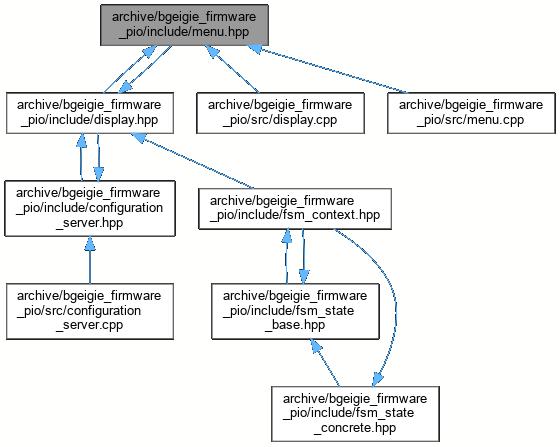 archive/bgeigie_firmware
_pio/include/menu.hpp
archive/bgeigie_firmware
_pio/include/display.hpp
archive/bgeigie_firmware
_pio/src/display.cpp
archive/bgeigie_firmware
_pio/src/menu.cpp
archive/bgeigie_firmware
_pio/include/configuration
_server.hpp
archive/bgeigie_firmware
_pio/include/fsm_context.hpp
archive/bgeigie_firmware
_pio/src/configuration
_server.cpp
archive/bgeigie_firmware
_pio/include/fsm_state
_base.hpp
archive/bgeigie_firmware
_pio/include/fsm_state
_concrete.hpp